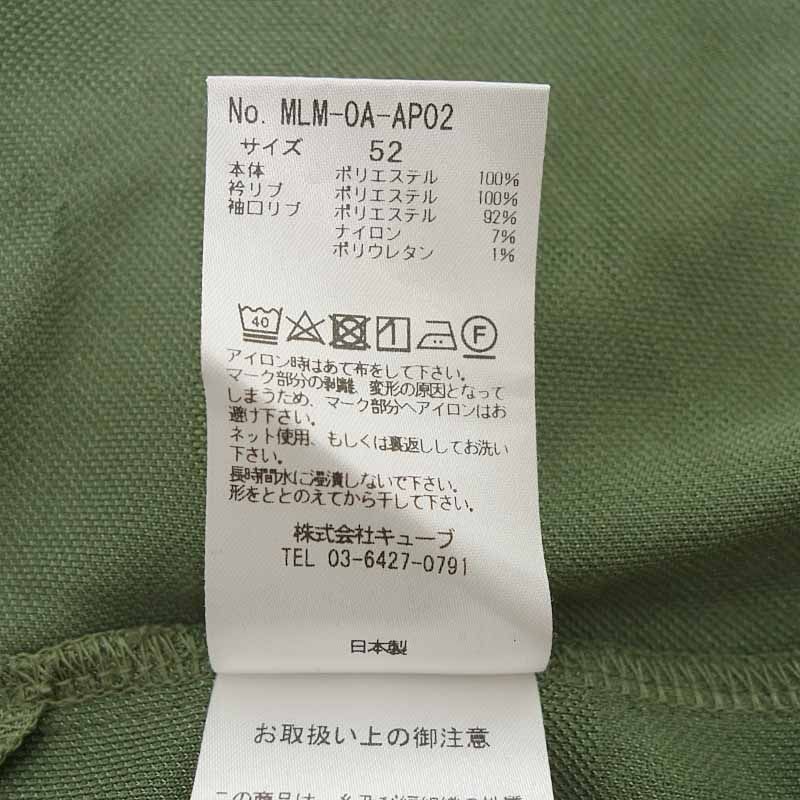 No. MLM-0A-AP02
サイズ 52
本体 ポリエステル 100%
衿リブ ポリエステル 100%
袖口リブ ポリエステル 92%
ナイロン 7%
ポリウレタン 1%
40 F
アイロン時はあて布をして下さい。
マーク部分の剥離、変形の原因となって
しまうため、マーク部分へアイロンはお
避け下さい。
ネット使用、もしくは裏返ししてお洗い
下さい。
長時間水に浸漬しないで下さい。
形をととのえてから干して下さい。
株式会社キューブ
TEL 03-6427-0791
日本製
お取扱い上の御注意
この商品は、